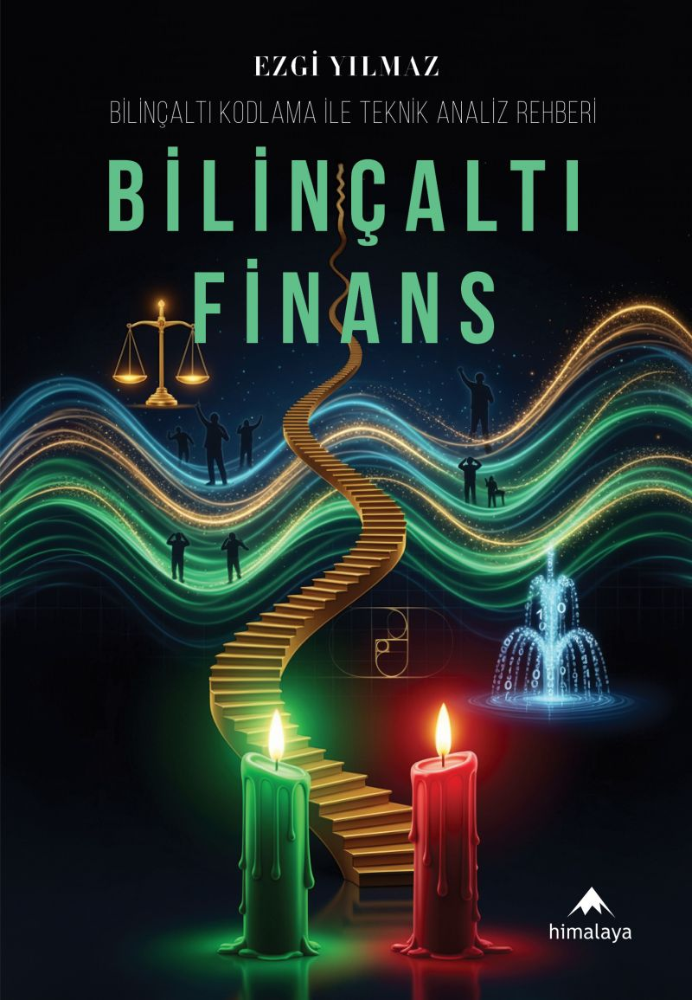 EZGİ YILMAZ
BİLİNÇALTI KODLAMA İLE TEKNİK ANALİZ REHBERİ
BİLİNÇALTI
FİNANS
himalaya